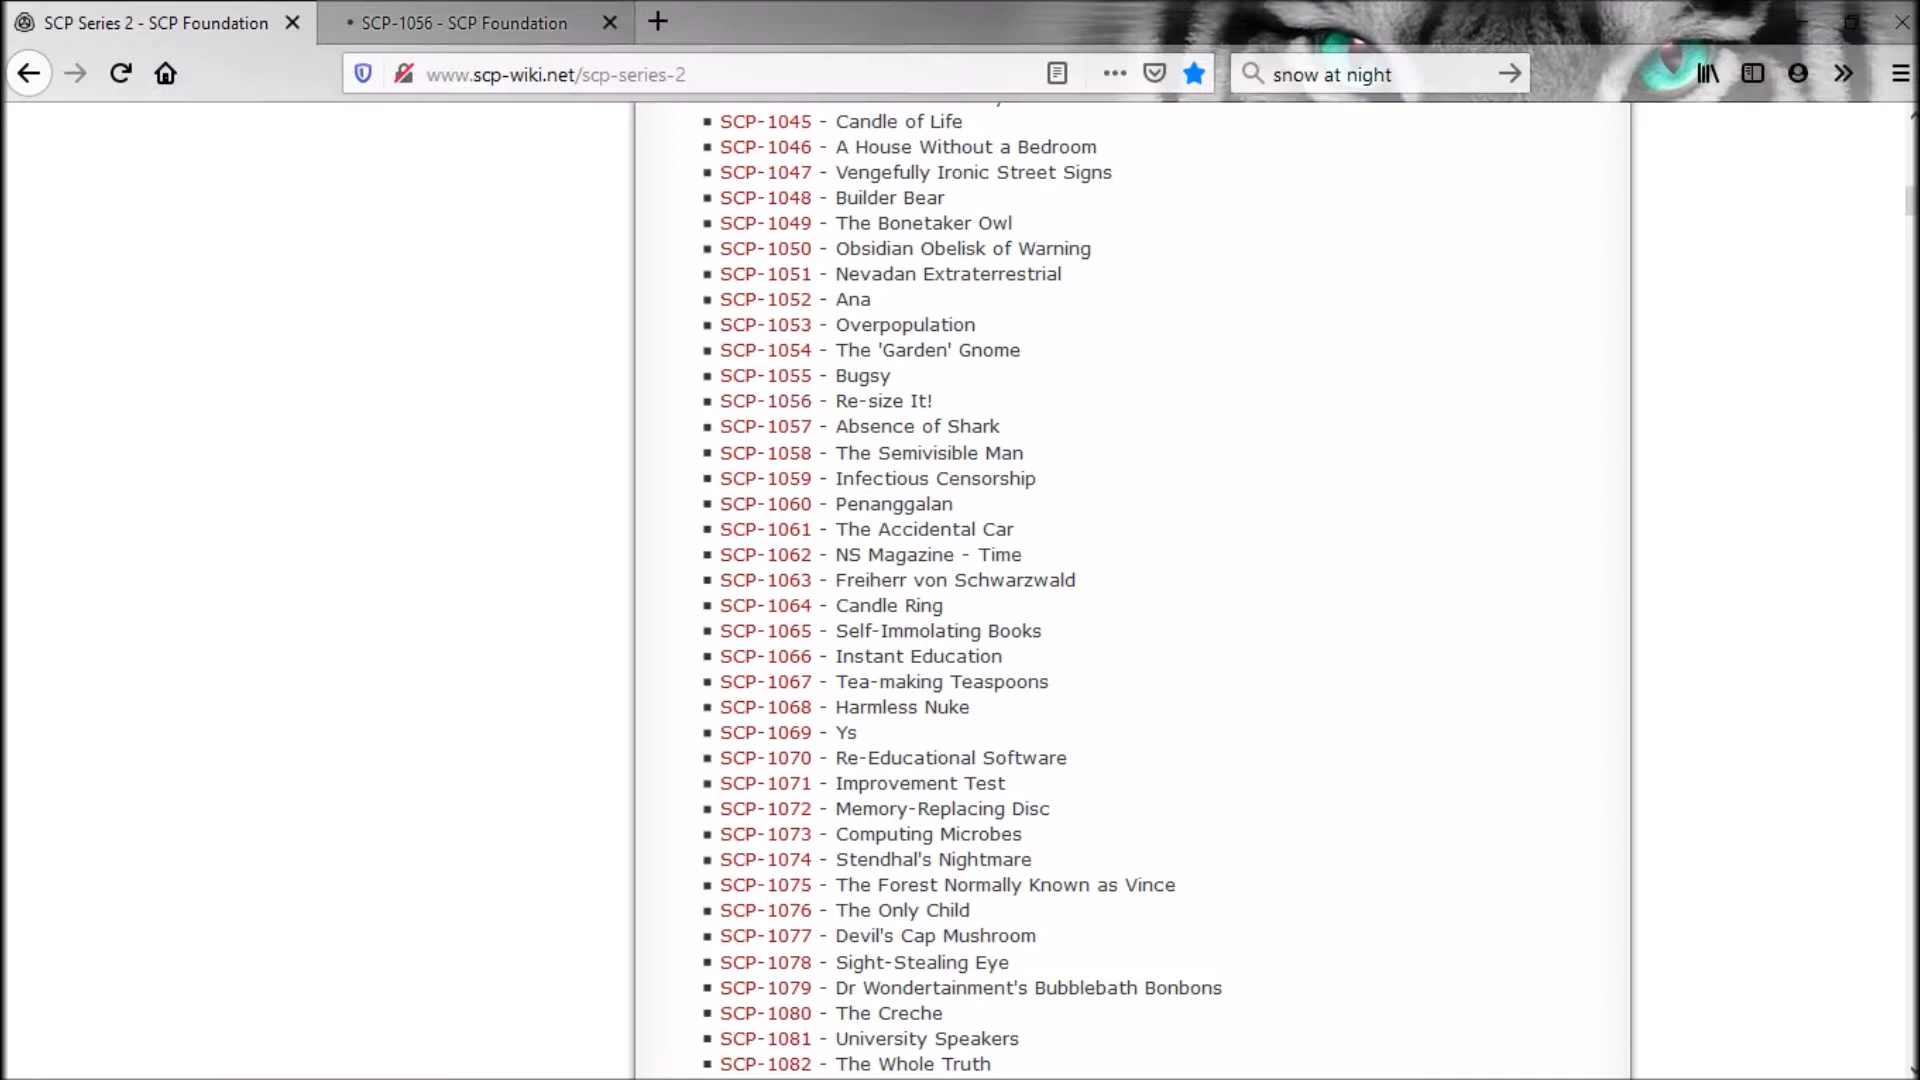 SCP Series 2 - SCP Foundation
SCP-1056 - SCP Foundation
www.scp-wiki.net/scp-series-2
snow at night
SCP-1045 - Candle of Life
SCP-1046 - A House Without a Bedroom
SCP-1047 - Vengefully Ironic Street Signs
SCP-1048 - Builder Bear
SCP-1049 - The Bonetaker Owl
SCP-1050 - Obsidian Obelisk of Warning
SCP-1051 - Nevadan Extraterrestrial
SCP-1052 - Ana
SCP-1053 - Overpopulation
SCP-1054 - The 'Garden' Gnome
SCP-1055 - Bugsy
SCP-1056 - Re-size It!
SCP-1057 - Absence of Shark
SCP-1058 - The Semivisible Man
SCP-1059 - Infectious Censorship
SCP-1060 - Penanggalan
SCP-1061 - The Accidental Car
SCP-1062 - NS Magazine - Time
SCP-1063 - Freiherr von Schwarzwald
SCP-1064 - Candle Ring
SCP-1065 - Self-Immolating Books
SCP-1066 - Instant Education
SCP-1067 - Tea-making Teaspoons
SCP-1068 - Harmless Nuke
SCP-1069 - Ys
SCP-1070 - Re-Educational Software
SCP-1071 - Improvement Test
SCP-1072 - Memory-Replacing Disc
SCP-1073 - Computing Microbes
SCP-1074 - Stendhal's Nightmare
SCP-1075 - The Forest Normally Known as Vince
SCP-1076 - The Only Child
SCP-1077 - Devil's Cap Mushroom
SCP-1078 - Sight-Stealing Eye
SCP-1079 - Dr Wondertainment's Bubblebath Bonbons
SCP-1080 - The Creche
SCP-1081 - University Speakers
SCP-1082 - The Whole Truth